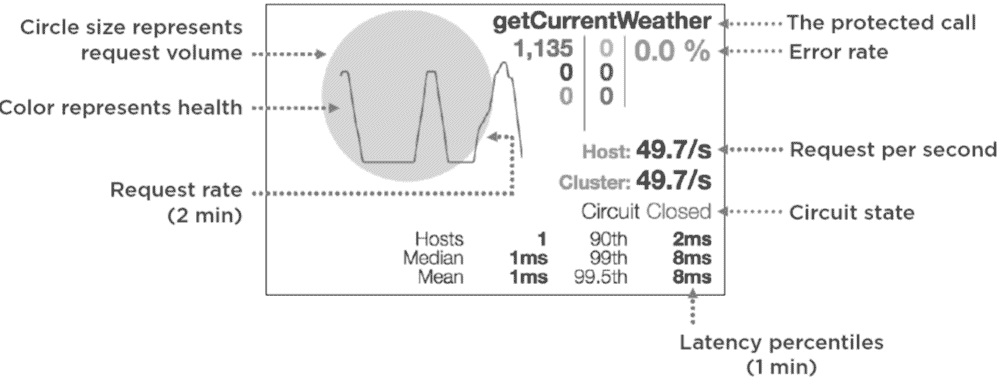 Circle size represents
request volume
Color represents health
Request rate
(2 min)
getCurrentWeather
1,135 0 0.0 %
0 0
0 0
Host: 49.7/s
Cluster: 49.7/s
Circuit Closed
Hosts 1 90th 2ms
Median 1ms 99th 8ms
Mean 1ms 99.5th 8ms
The protected call
Error rate
Request per second
Circuit state
Latency percentiles
(1 min)